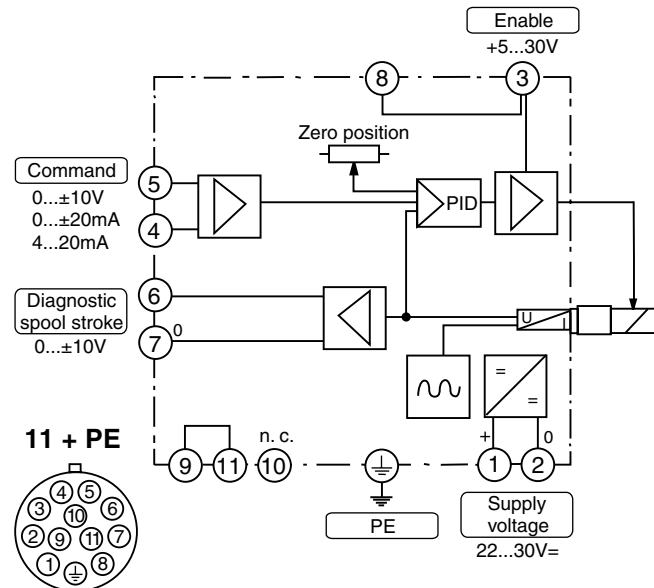 Enable
+5...30V
8
3
Zero position
Command
0...±10V
0...±20mA
4...20mA
5
4
PID
Diagnostic
spool stroke
0...±10V
6
7
0
U
L
=
=
11 + PE
n. c.
+
0
9
11
10
1
2
PE
Supply
voltage
22...30V=
4
5
3
10
6
2
9
11
7
1
8